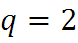 q = 2